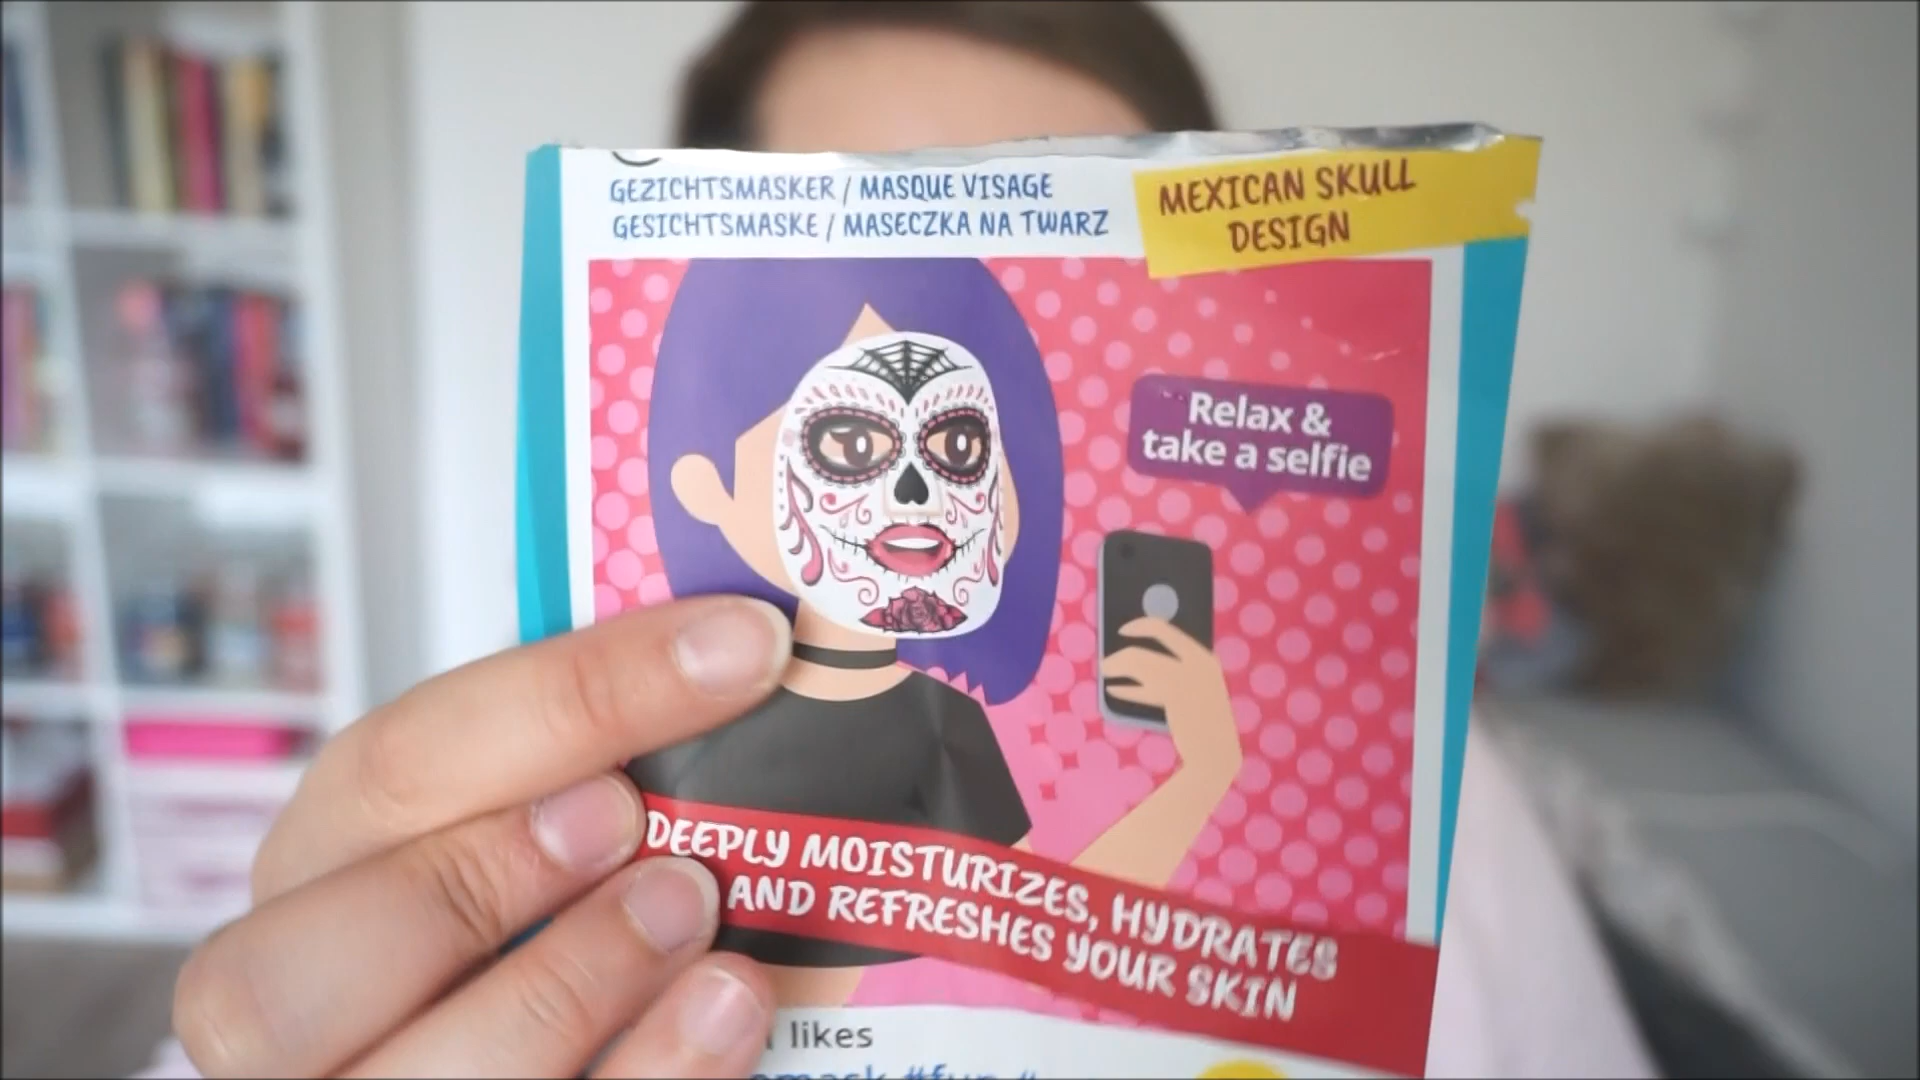 GEZICHTSMASKER / MASQUE VISAGE
GESICHTSMASKE / MASECZKA NA TWARZ
MEXICAN SKULL
DESIGN
Relax &
take a selfie
DEEPLY MOISTURIZES, HYDRATES
AND REFRESHES YOUR SKIN
likes
#fun